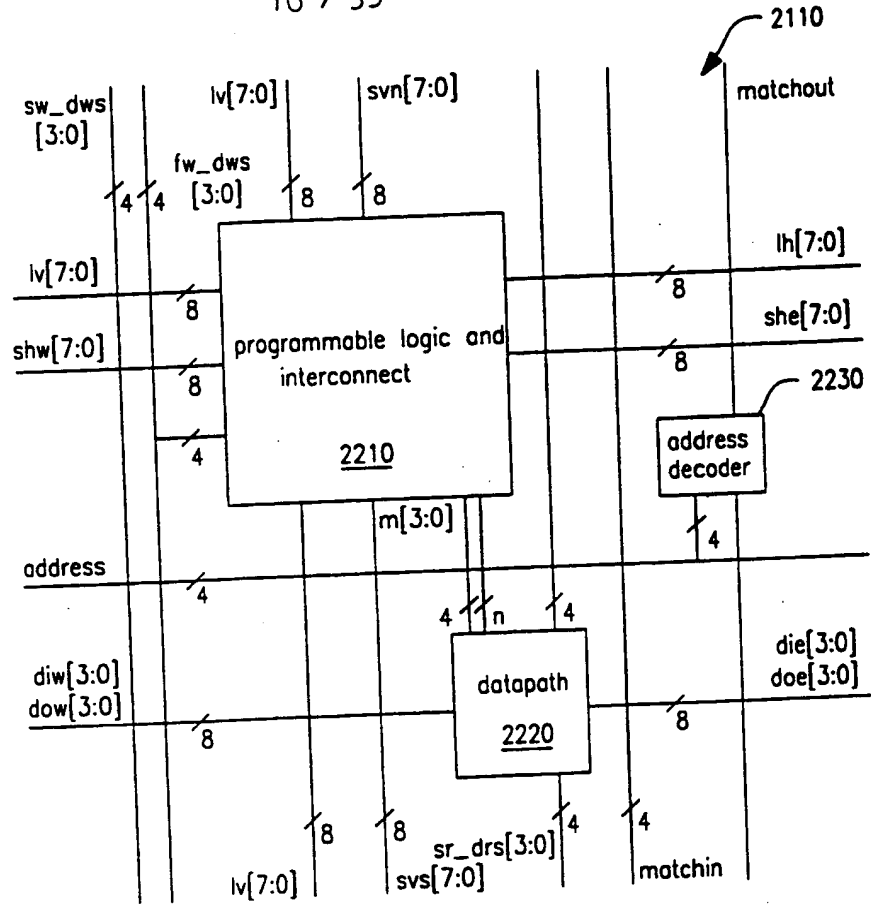 16 / 35
2110
sw_dws
[3:0]
lv[7:0]
svn[7:0]
matchout
fw_dws
[3:0]
4
4
8
8
lv[7:0]
8
lh[7:0]
8
shw[7:0]
8
she[7:0]
8
programmable logic and
interconnect
2210
4
2230
address
decoder
4
m[3:0]
address
4
4
n
4
diw[3:0]
dow[3:0]
8
datapath
2220
die[3:0]
doe[3:0]
8
8
8
4
4
lv[7:0]
svs[7:0]
sr_drs[3:0]
matchin